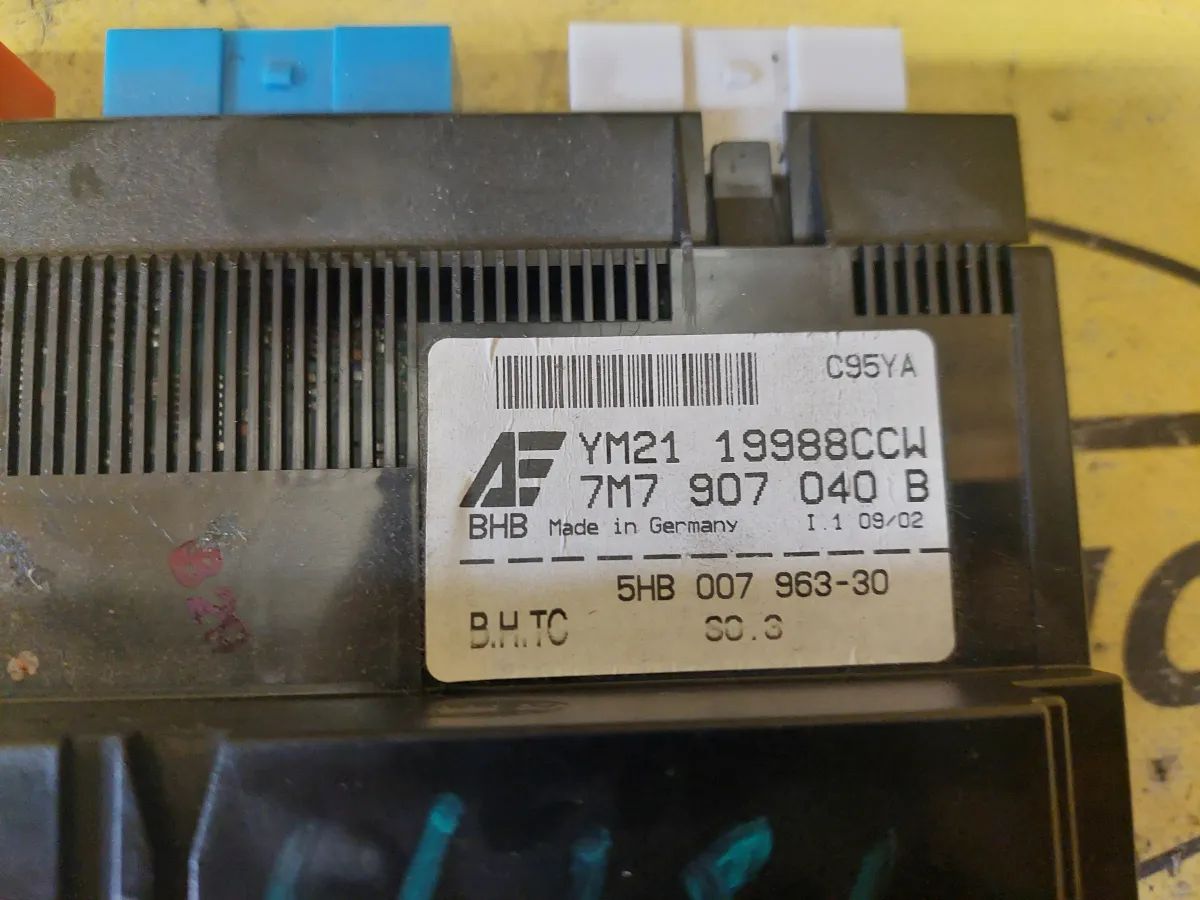 C95YA
AE YM21 19988CCW
7M7 907 040 B
BHB Made in Germany I.1 09/02
5HB 007 963-30
B.H.TC SO.3